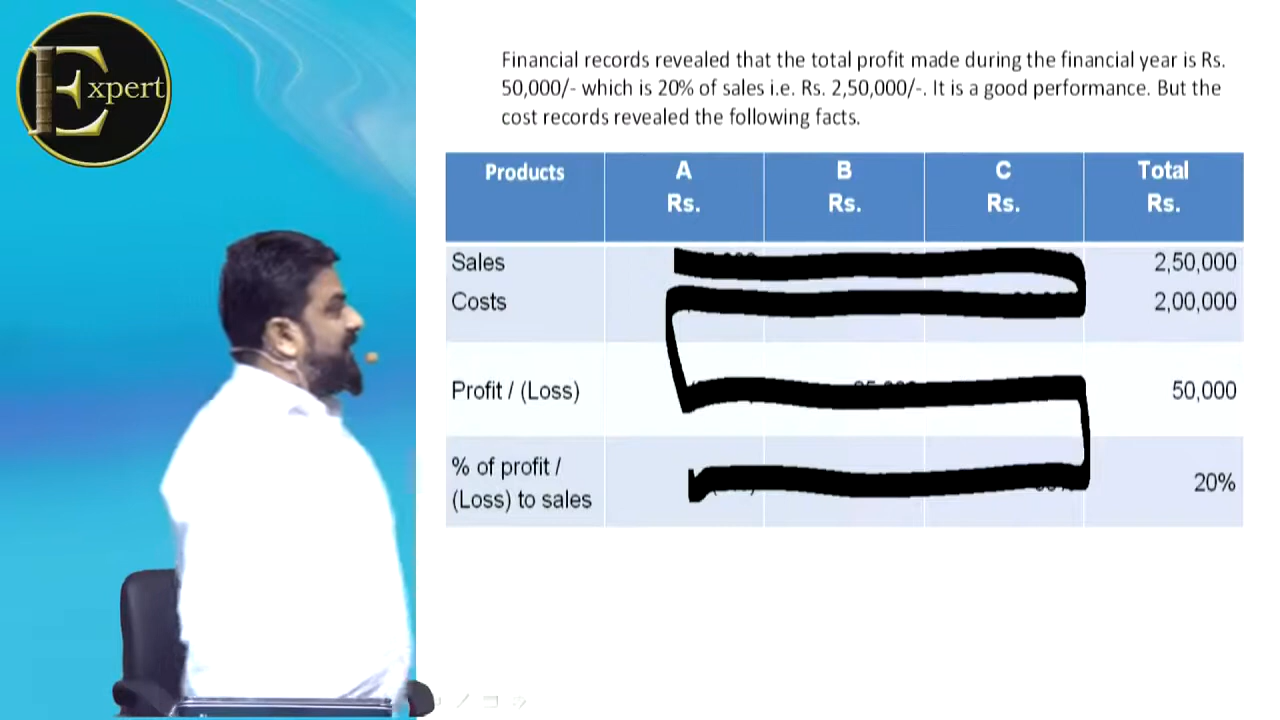 Expert
Financial records revealed that the total profit made during the financial year is Rs.
50,000/- which is 20% of sales i.e. Rs. 2,50,000/-. It is a good performance. But the
cost records revealed the following facts.
Products A B C Total
Rs. Rs. Rs. Rs.
Sales 2,50,000
Costs 2,00,000
Profit / (Loss) 50,000
% of profit /
(Loss) to sales 20%